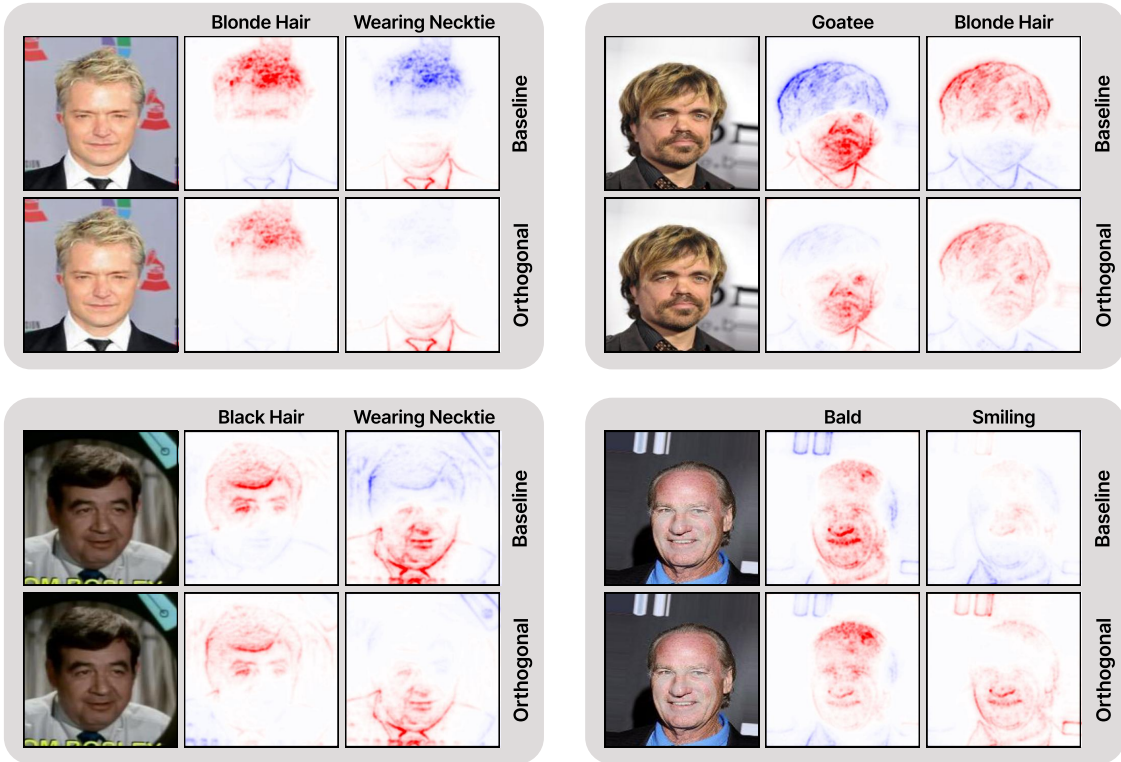 Blonde Hair Wearing Necktie
Baseline
Orthogonal
Goatee Blonde Hair
Baseline
Orthogonal
Black Hair Wearing Necktie
Baseline
Orthogonal
Bald Smiling
Baseline
Orthogonal